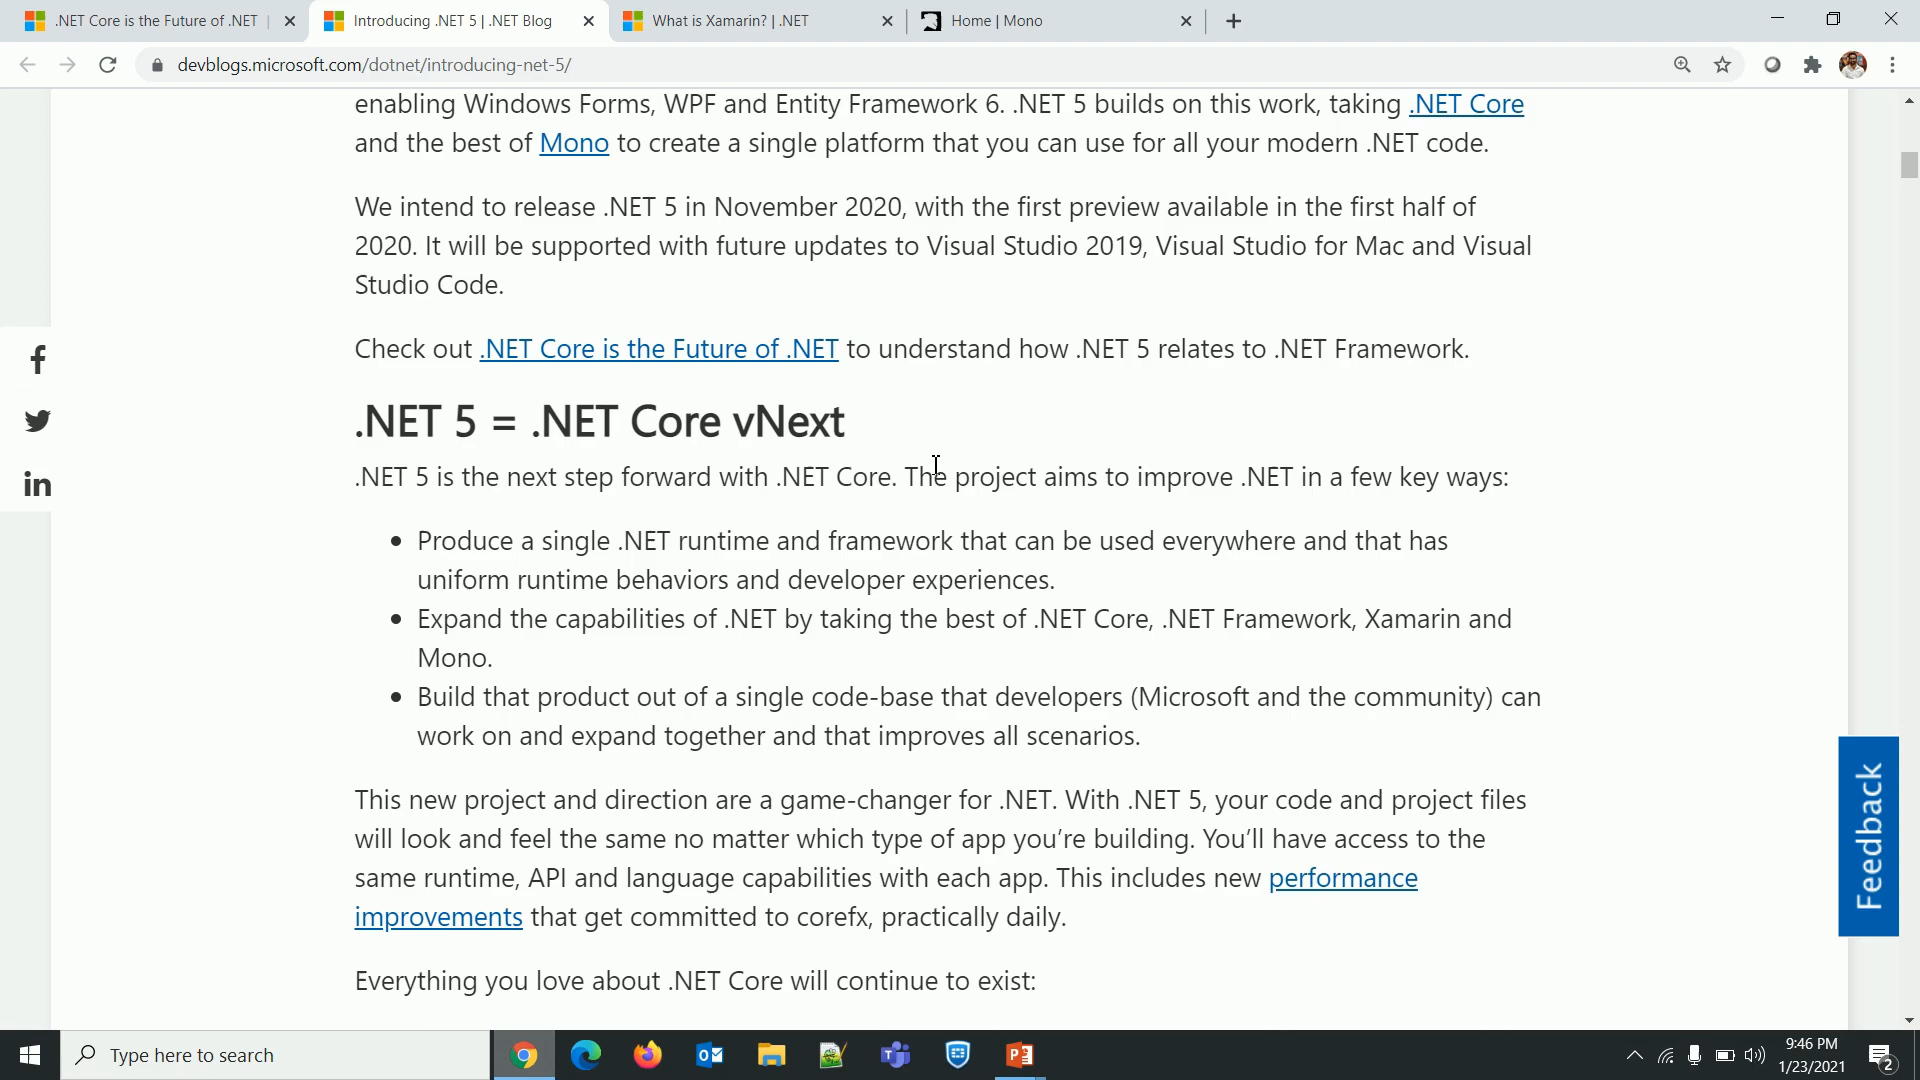 .NET Core is the Future of .NET
Introducing .NET 5 | .NET Blog
What is Xamarin? | .NET
Home | Mono
devblogs.microsoft.com/dotnet/introducing-net-5/
enabling Windows Forms, WPF and Entity Framework 6. .NET 5 builds on this work, taking .NET Core
and the best of Mono to create a single platform that you can use for all your modern .NET code.
We intend to release .NET 5 in November 2020, with the first preview available in the first half of
2020. It will be supported with future updates to Visual Studio 2019, Visual Studio for Mac and Visual
Studio Code.
Check out .NET Core is the Future of .NET to understand how .NET 5 relates to .NET Framework.
.NET 5 = .NET Core vNext
.NET 5 is the next step forward with .NET Core. The project aims to improve .NET in a few key ways:
• Produce a single .NET runtime and framework that can be used everywhere and that has
uniform runtime behaviors and developer experiences.
• Expand the capabilities of .NET by taking the best of .NET Core, .NET Framework, Xamarin and
Mono.
• Build that product out of a single code-base that developers (Microsoft and the community) can
work on and expand together and that improves all scenarios.
This new project and direction are a game-changer for .NET. With .NET 5, your code and project files
will look and feel the same no matter which type of app you’re building. You’ll have access to the
same runtime, API and language capabilities with each app. This includes new performance
improvements that get committed to corefx, practically daily.
Everything you love about .NET Core will continue to exist:
Feedback
Type here to search
9:46 PM
1/23/2021
2